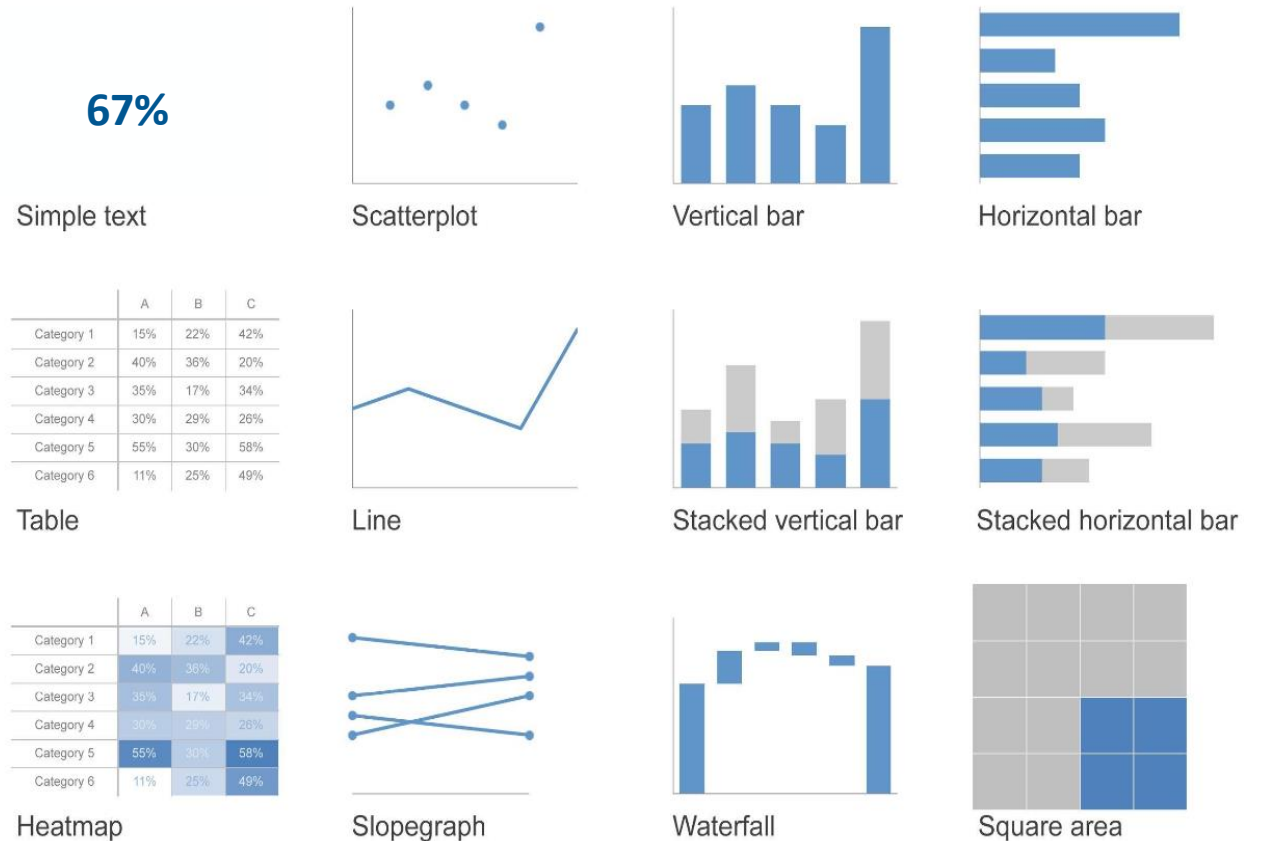 67%
Simple text
Scatterplot
Vertical bar
Horizontal bar
A B C
Category 1 15% 22% 42%
Category 2 40% 36% 20%
Category 3 35% 17% 34%
Category 4 30% 29% 26%
Category 5 55% 30% 58%
Category 6 11% 25% 49%
Table
Line
Stacked vertical bar
Stacked horizontal bar
A B C
Category 1 15% 22% 42%
Category 2 40% 36% 20%
Category 3 35% 17% 34%
Category 4 30% 29% 26%
Category 5 55% 30% 58%
Category 6 11% 25% 49%
Heatmap
Slopegraph
Waterfall
Square area